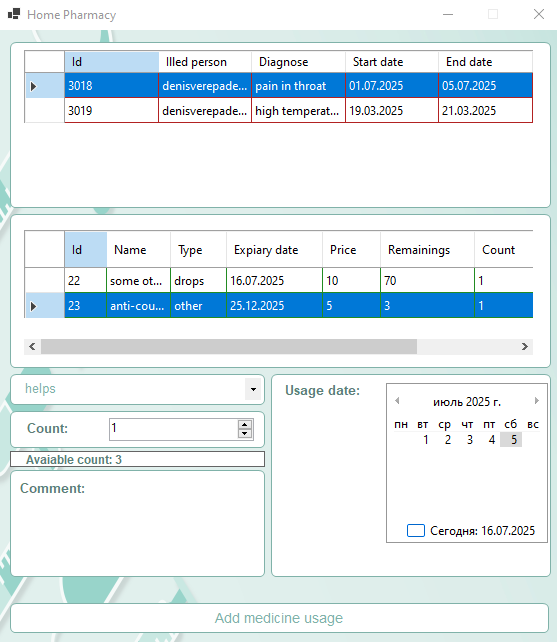 Home Pharmacy
Id Illed person Diagnose Start date End date
3018 denisverepade... pain in throat 01.07.2025 05.07.2025
3019 denisverepade... high temperat... 19.03.2025 21.03.2025
Id Name Type Expiary date Price Remainings Count
22 some ot... drops 16.07.2025 10 70 1
23 anti-cou... other 25.12.2025 5 3 1
helps
Count: 1
Avaiable count: 3
Comment:
Usage date:
июль 2025 г.
пн вт ср чт пт сб вс
1 2 3 4 5
Сегодня: 16.07.2025
Add medicine usage